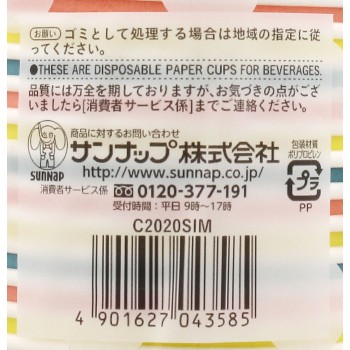 お願い ゴミとして処理する場合は地域の指定に従
ってください。
●THESE ARE DISPOSABLE PAPER CUPS FOR BEVERAGES.
品質には万全を期しておりますが、お気づきの点がござ
いましたら[消費者サービス係]までご連絡ください。
商品に対するお問い合わせ
サンナップ株式会社
sunnap
http://www.sunnap.co.jp/
消費者サービス係 0120-377-191
受付時間:平日 9時〜17時
包装材質
ポリプロピレン
プラ
PP
C2020SIM
4 901627 043585